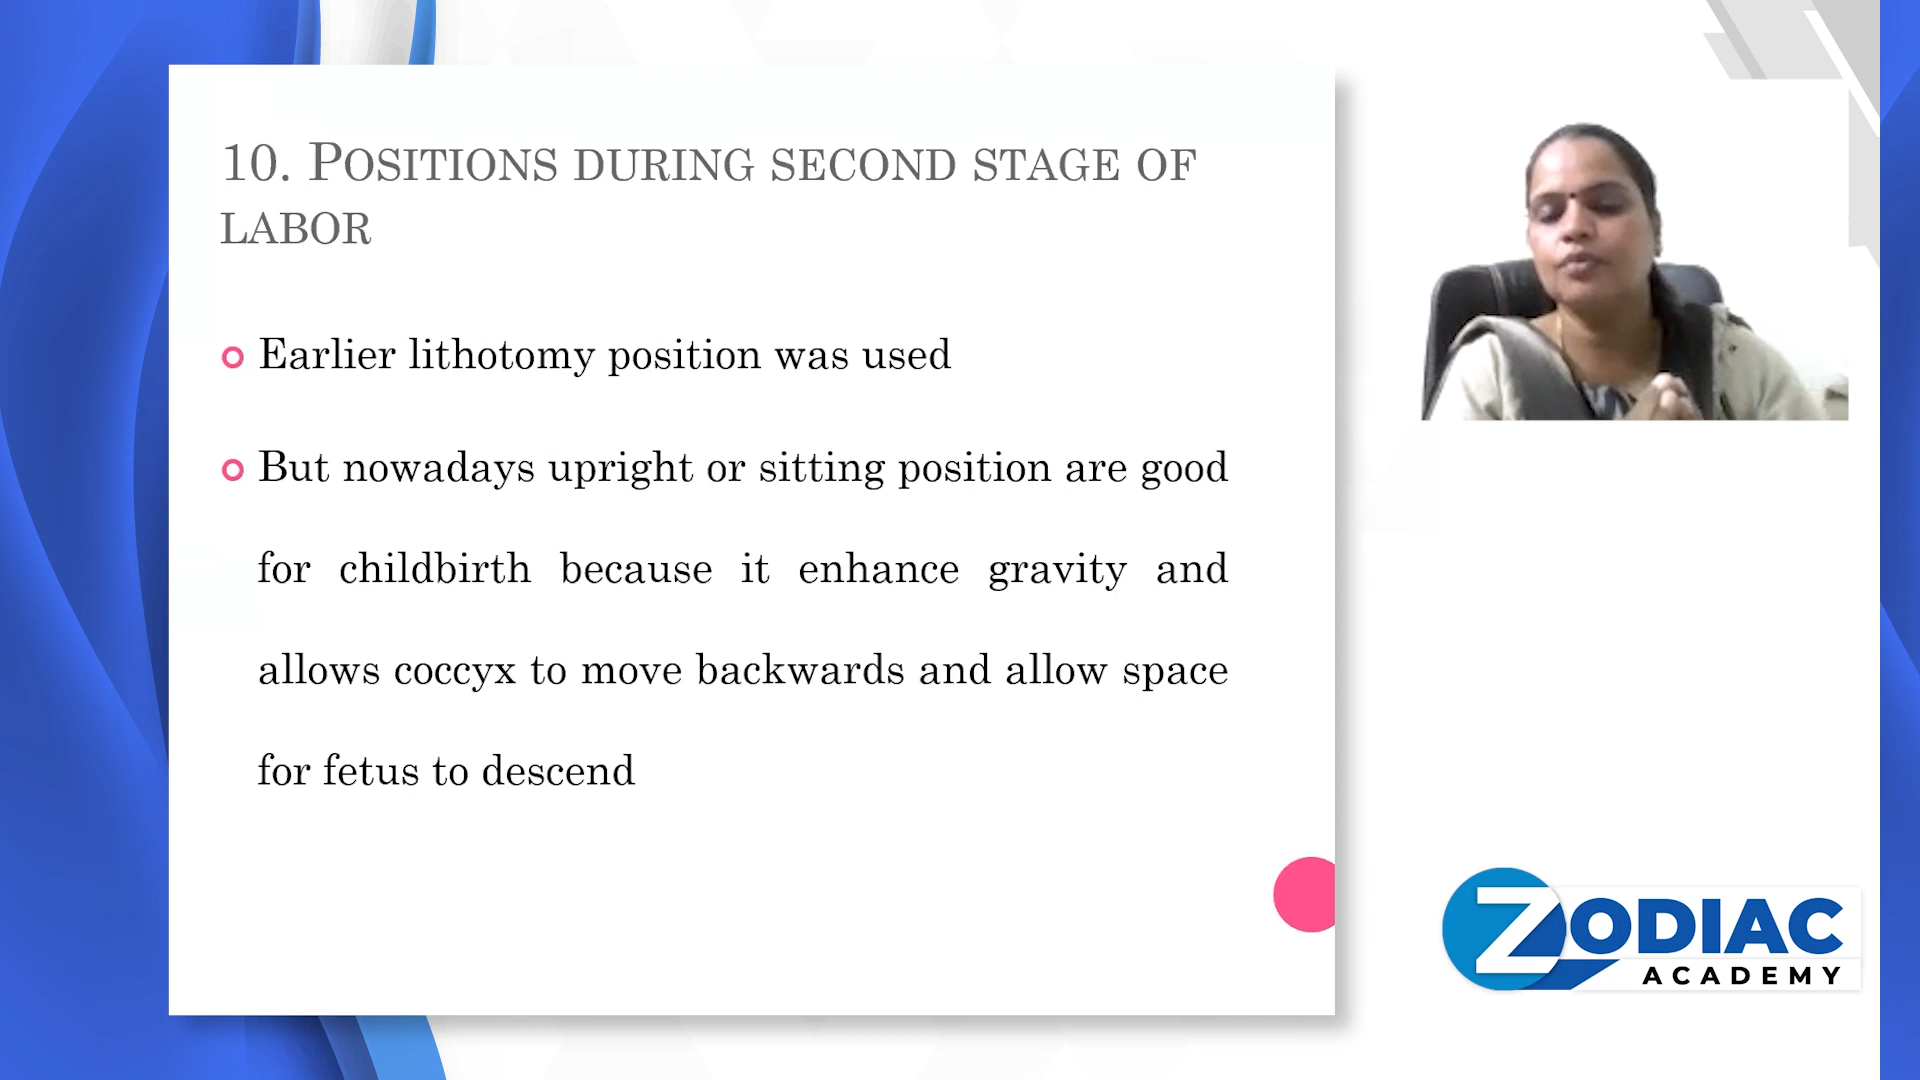 10. POSITIONS DURING SECOND STAGE OF
LABOR
Earlier lithotomy position was used
But nowadays upright or sitting position are good
for childbirth because it enhance gravity and
allows coccyx to move backwards and allow space
for fetus to descend
ZODIAC
ACADEMY